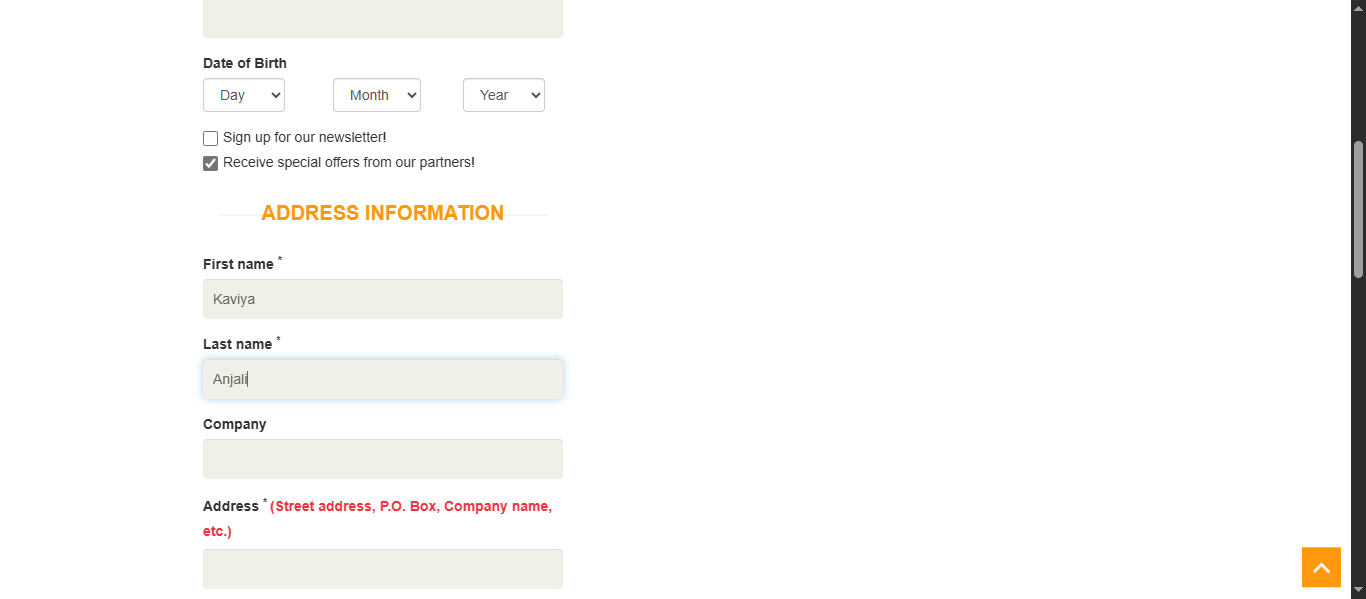 Date of Birth
Day Month Year
Sign up for our newsletter!
Receive special offers from our partners!
ADDRESS INFORMATION
First name *
Kaviya
Last name *
Anjali
Company
Address * (Street address, P.O. Box, Company name,
etc.)